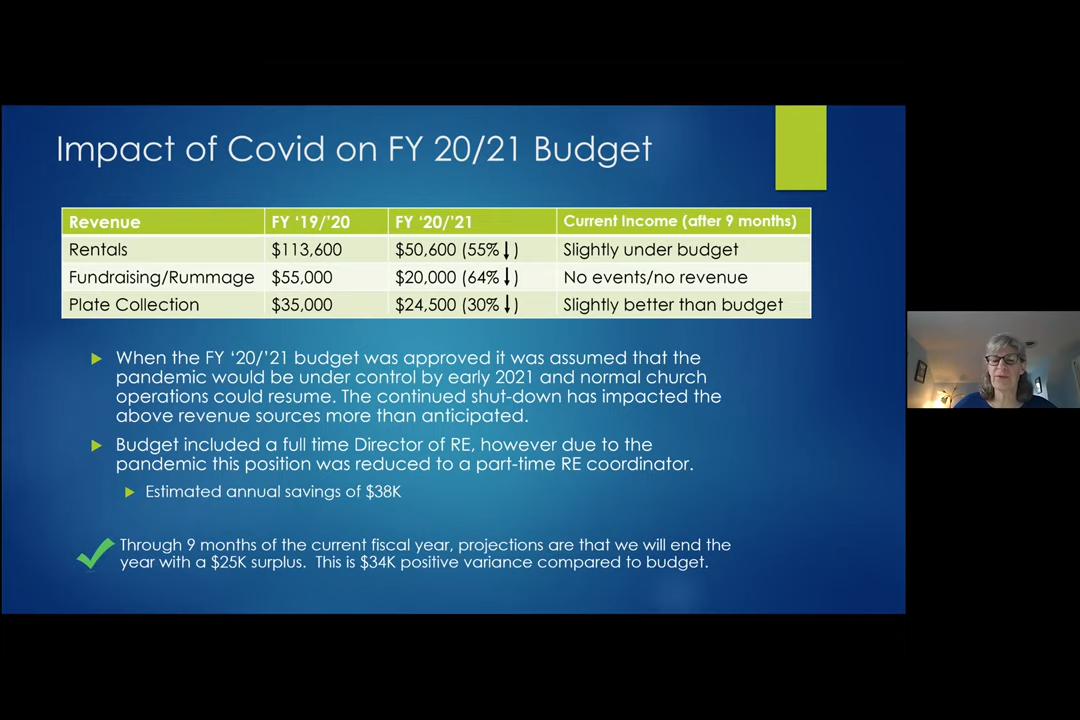 Impact of Covid on FY 20/21 Budget
Revenue FY ‘19/’20 FY ‘20/’21 Current Income (after 9 months)
Rentals $113,600 $50,600 (55%↓) Slightly under budget
Fundraising/Rummage $55,000 $20,000 (64%↓) No events/no revenue
Plate Collection $35,000 $24,500 (30%↓) Slightly better than budget
When the FY ‘20/’21 budget was approved it was assumed that the
pandemic would be under control by early 2021 and normal church
operations could resume. The continued shut-down has impacted the
above revenue sources more than anticipated.
Budget included a full time Director of RE, however due to the
pandemic this position was reduced to a part-time RE coordinator.
Estimated annual savings of $38K
Through 9 months of the current fiscal year, projections are that we will end the
year with a $25K surplus. This is $34K positive variance compared to budget.